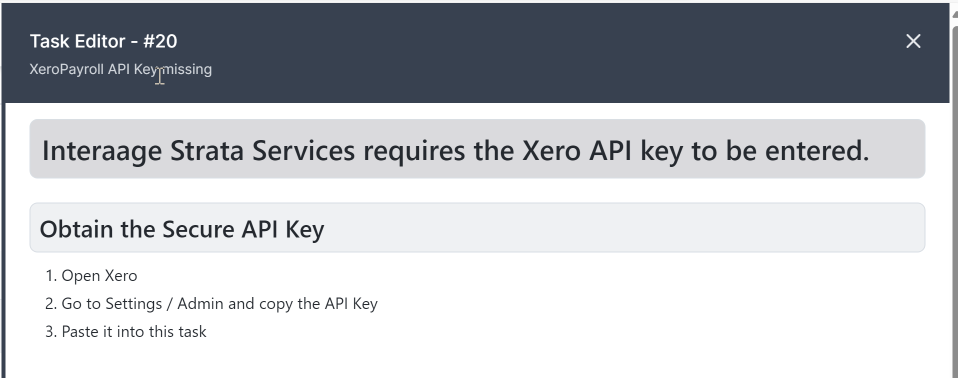 Task Editor - #20
XeroPayroll API Key missing
Interaage Strata Services requires the Xero API key to be entered.
Obtain the Secure API Key
1. Open Xero
2. Go to Settings / Admin and copy the API Key
3. Paste it into this task